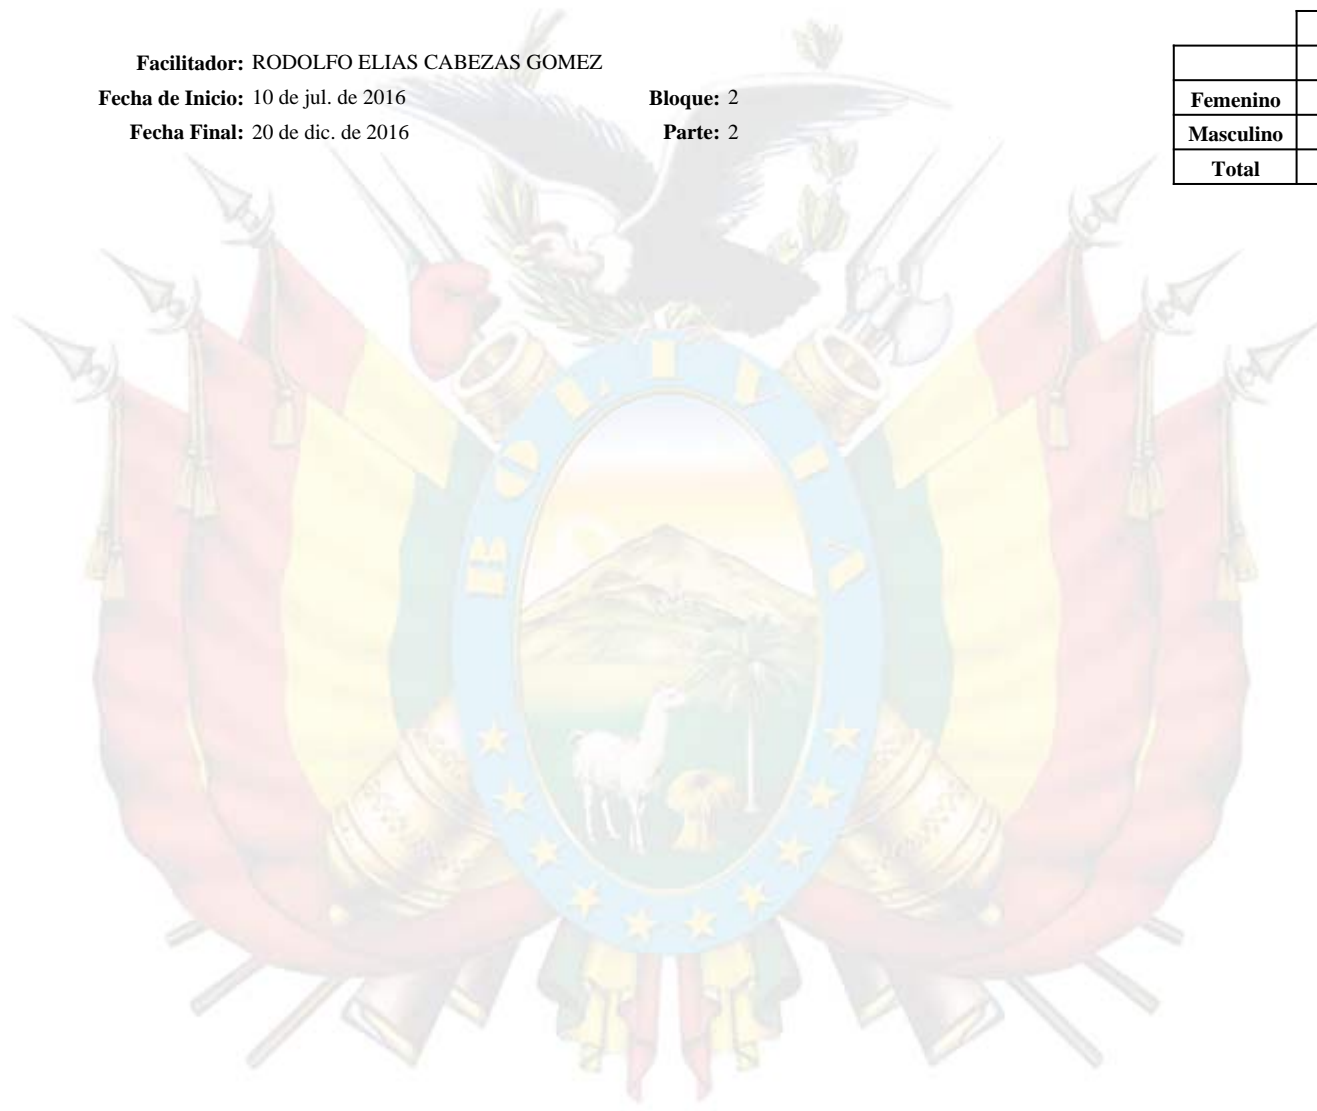 Facilitador: RODOLFO ELIAS CABEZAS GOMEZ
Fecha de Inicio: 10 de jul. de 2016 Bloque: 2
Fecha Final: 20 de dic. de 2016 Parte: 2
Femenino
Masculino
Total
BOLIVIA